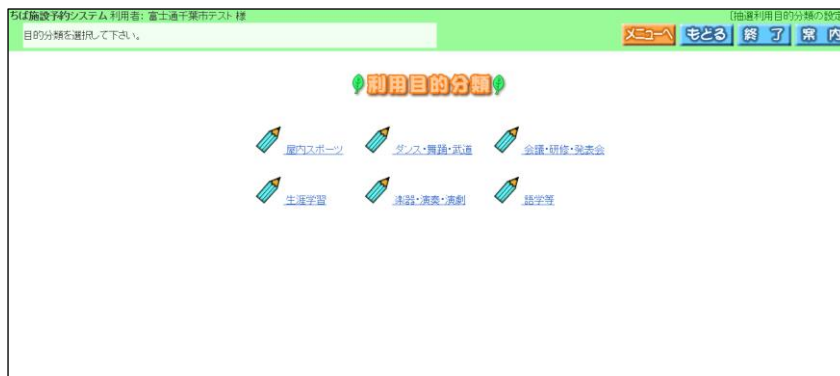 ちば施設予約システム 利用者: 富士通千葉市テスト 様 [抽選利用目的分類の設定
目的分類を選択して下さい。
メニューへ もどる 終 了 案 内
利用目的分類
屋内スポーツ ダンス・舞踊・武道 会議・研修・発表会
生涯学習 楽器・演奏・演劇 語学等